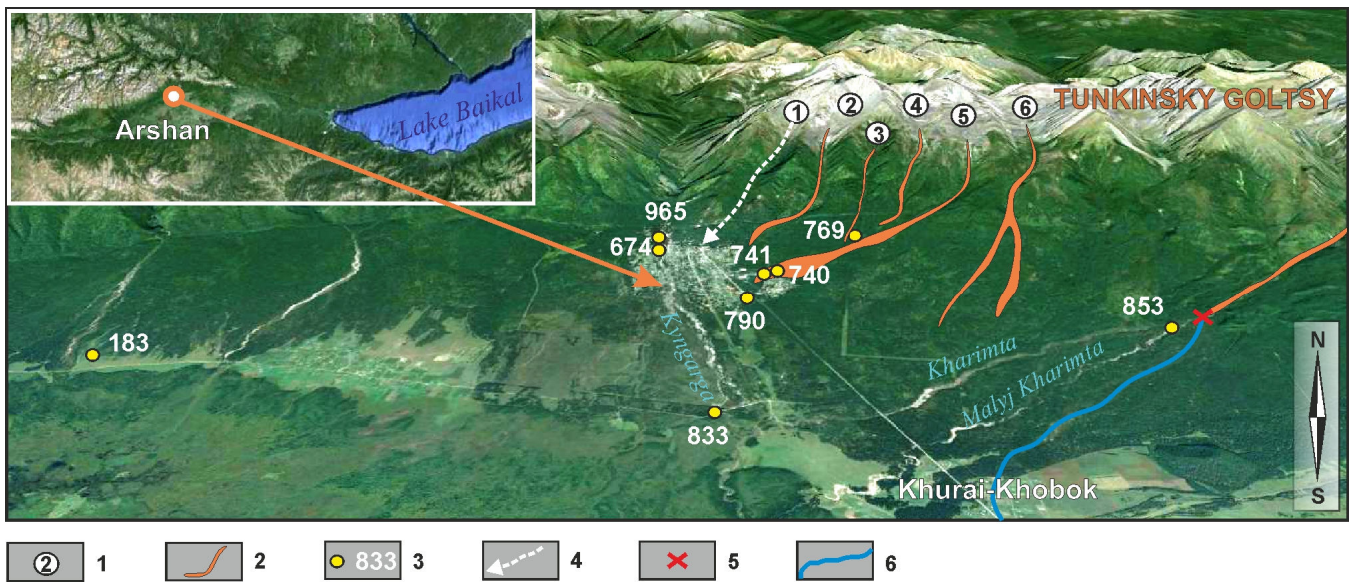 Lake Baikal
Arshan
TUNKINSKY GOLTSY
1
2
3
4
5
6
965
674
769
741
740
790
853
183
833
Kyngarga
Kharimta
Malyj Kharimta
Khurai-Khobok
N
S
2 1
2
833 3
4
5
6